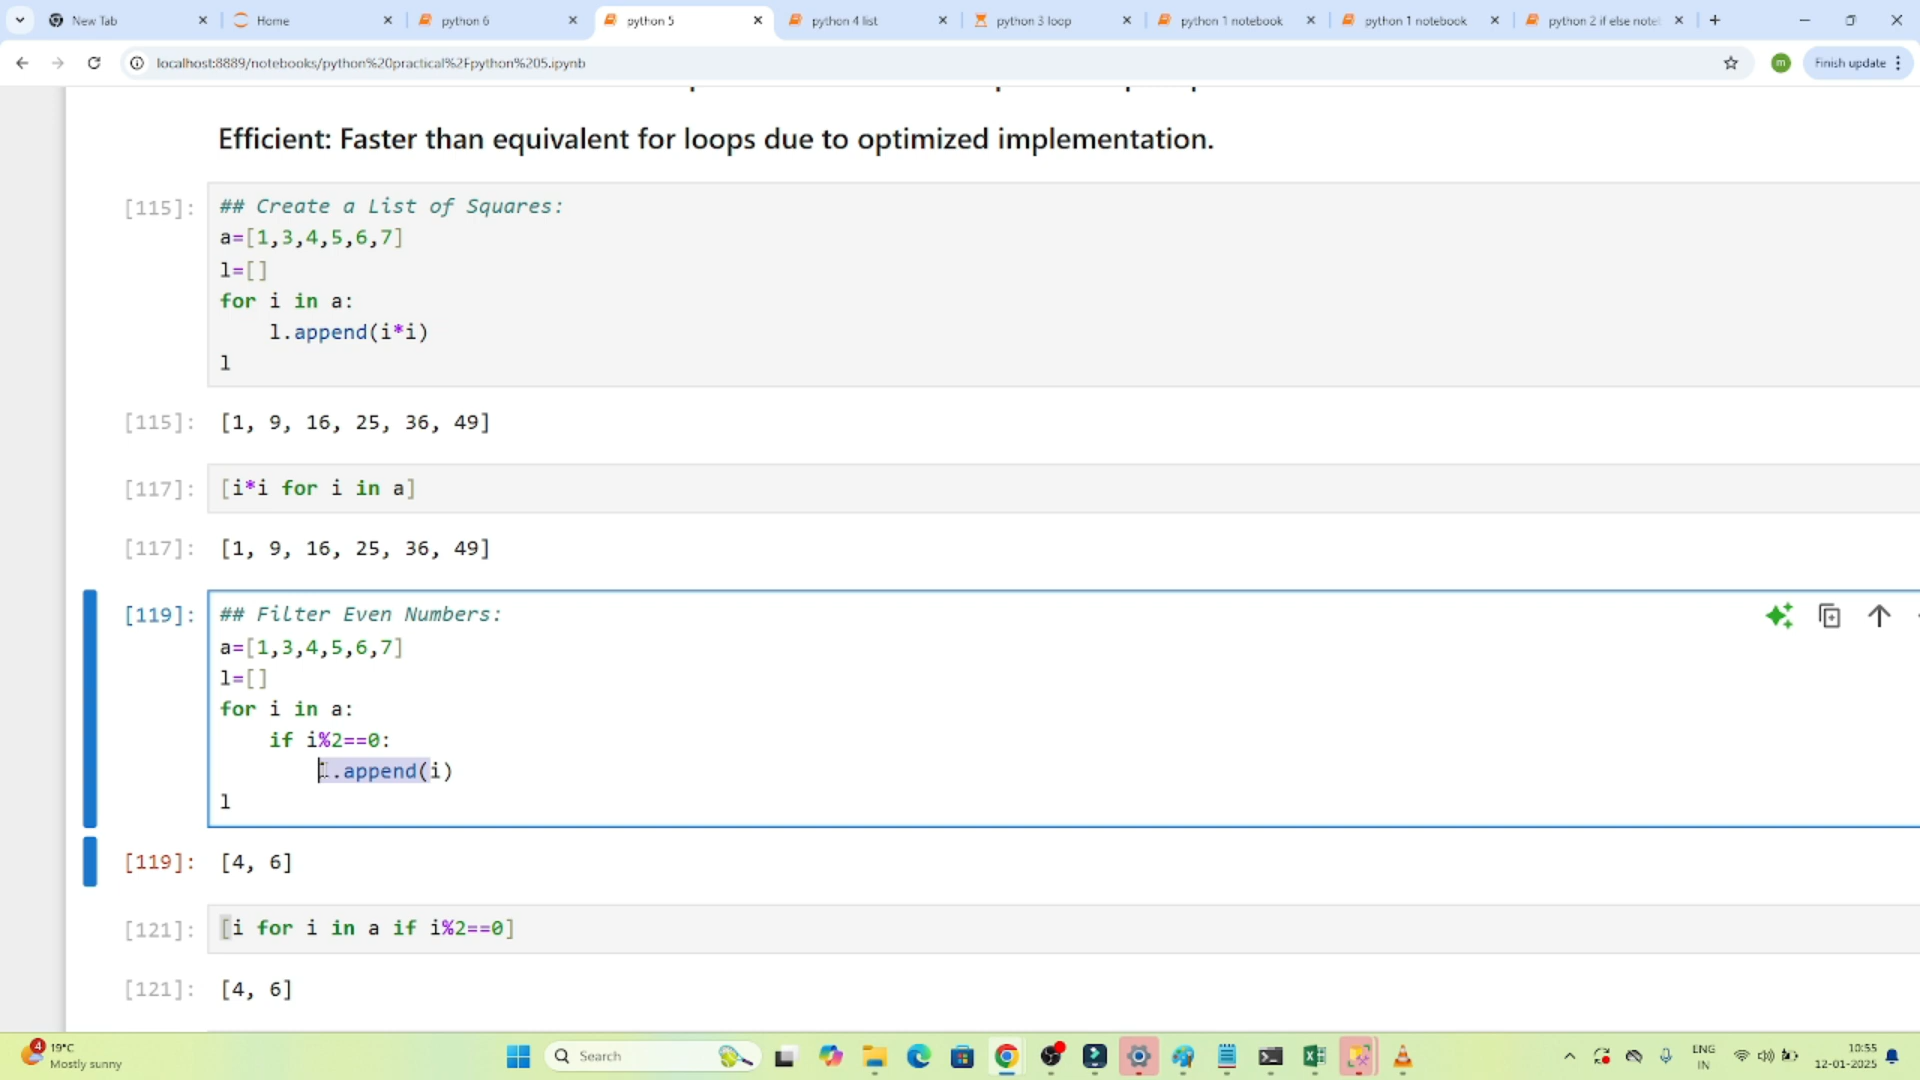 New Tab
Home
python 6
python 5
python 4 list
python 3 loop
python 1 notebook
python 1 notebook
python 2 if else note
localhost:8889/notebooks/python%20practical%2Fpython%205.ipynb
m
Finish update
Efficient: Faster than equivalent for loops due to optimized implementation.
[115]: ## Create a List of Squares:
a=[1,3,4,5,6,7]
l=[]
for i in a:
    l.append(i*i)
l
[115]: [1, 9, 16, 25, 36, 49]
[117]: [i*i for i in a]
[117]: [1, 9, 16, 25, 36, 49]
[119]: ## Filter Even Numbers:
a=[1,3,4,5,6,7]
l=[]
for i in a:
    if i%2==0:
        l.append(i)
l
[119]: [4, 6]
[121]: [i for i in a if i%2==0]
[121]: [4, 6]
4
19°C
Mostly sunny
Search
ENG
IN
10:55
12-01-2025